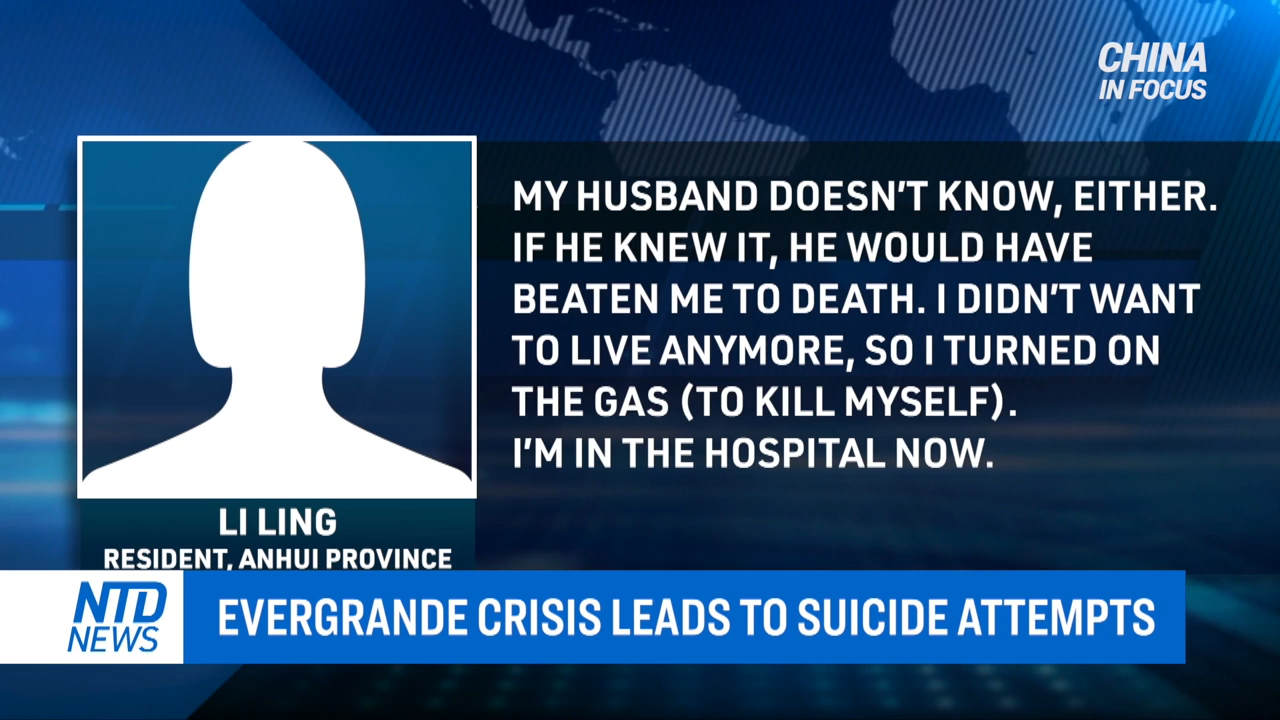 CHINA
IN FOCUS
MY HUSBAND DOESN'T KNOW, EITHER.
IF HE KNEW IT, HE WOULD HAVE
BEATEN ME TO DEATH. I DIDN'T WANT
TO LIVE ANYMORE, SO I TURNED ON
THE GAS (TO KILL MYSELF).
I'M IN THE HOSPITAL NOW.
LI LING
RESIDENT, ANHUI PROVINCE
NTD
NEWS
EVERGRANDE CRISIS LEADS TO SUICIDE ATTEMPTS